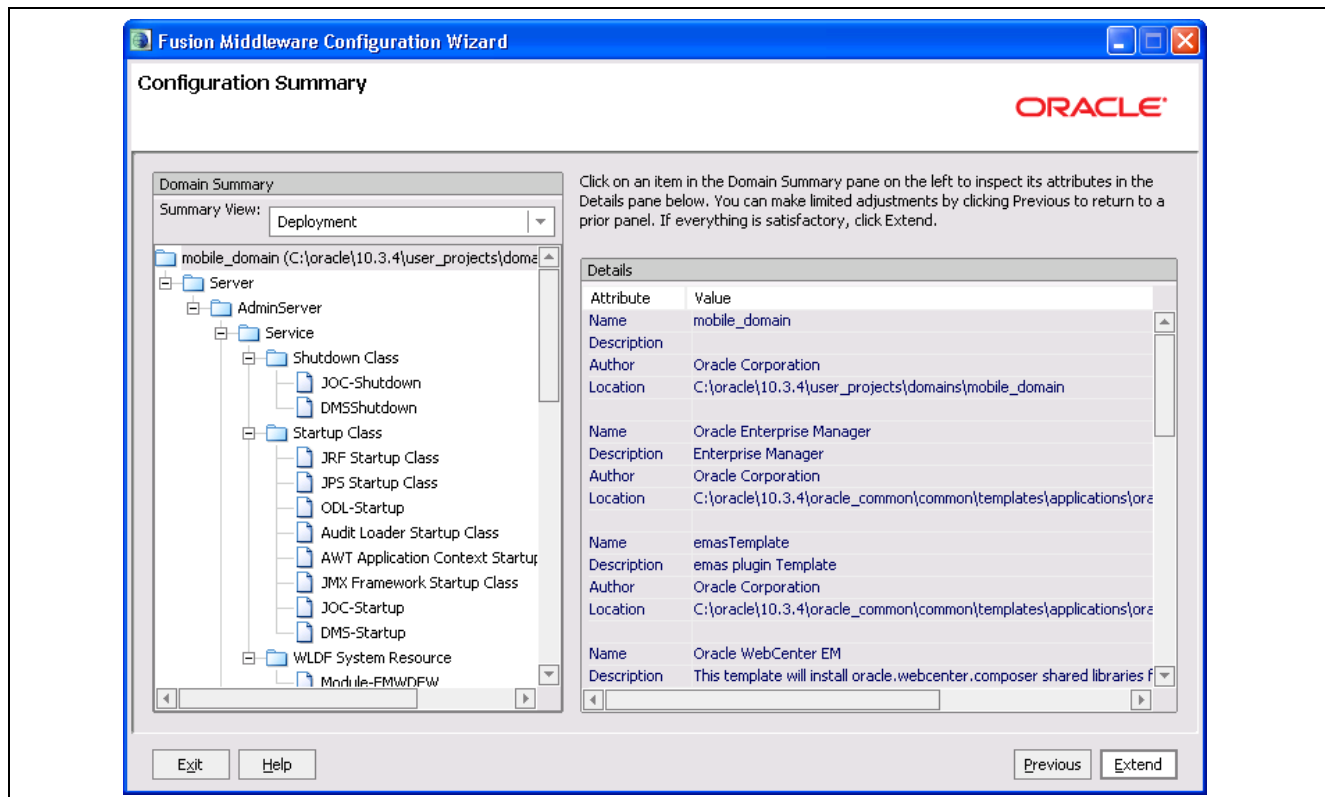 Fusion Middleware Configuration Wizard
Configuration Summary
ORACLE
Domain Summary
Summary View:
Deployment
mobile_domain (C:\oracle\10.3.4\user_projects\doma
Server
AdminServer
Service
Shutdown Class
JOC-Shutdown
DMSShutdown
Startup Class
JRF Startup Class
JPS Startup Class
ODL-Startup
Audit Loader Startup Class
AWT Application Context Startup
JMX Framework Startup Class
JOC-Startup
DMS-Startup
WLDF System Resource
Module-FMWDFW
Click on an item in the Domain Summary pane on the left to inspect its attributes in the
Details pane below. You can make limited adjustments by clicking Previous to return to a
prior panel. If everything is satisfactory, click Extend.
Details
Attribute Value
Name mobile_domain
Description
Author Oracle Corporation
Location C:\oracle\10.3.4\user_projects\domains\mobile_domain
Name Oracle Enterprise Manager
Description Enterprise Manager
Author Oracle Corporation
Location C:\oracle\10.3.4\oracle_common\common\templates\applications\ora
Name emasTemplate
Description emas plugin Template
Author Oracle Corporation
Location C:\oracle\10.3.4\oracle_common\common\templates\applications\ora
Name Oracle WebCenter EM
Description This template will install oracle.webcenter.composer shared libraries f
Exit Help Previous Extend